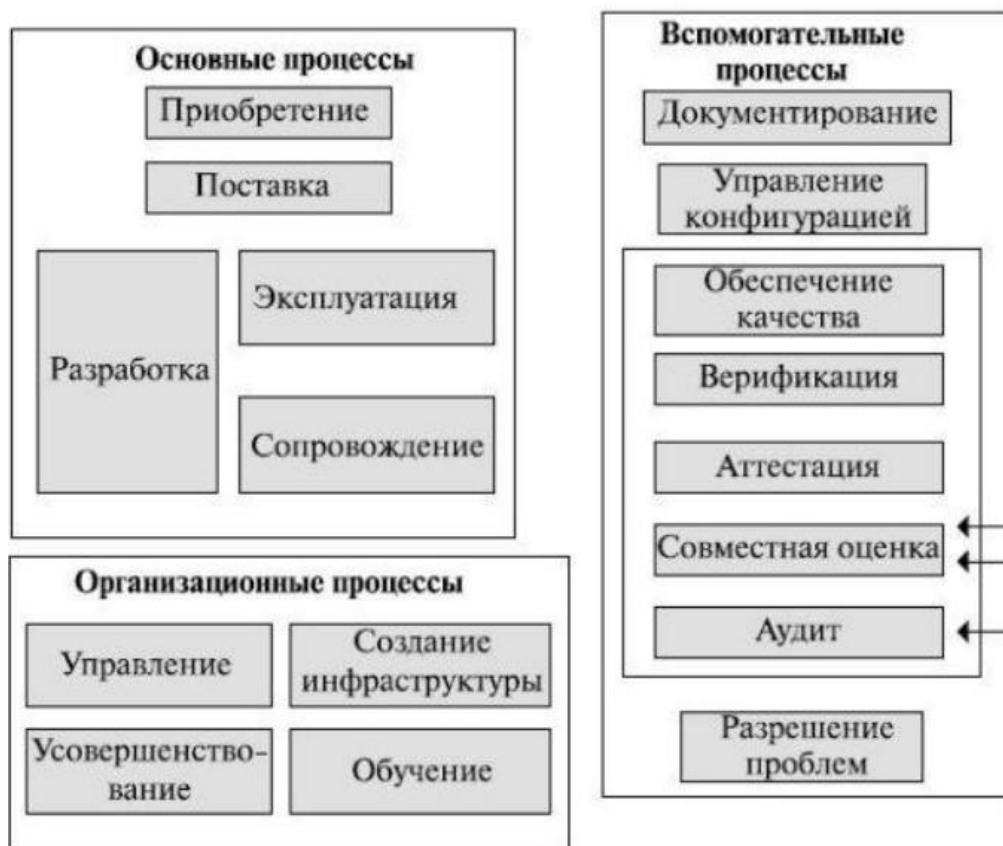 Основные процессы
Приобретение
Поставка
Разработка
Эксплуатация
Сопровождение
Организационные процессы
Управление
Создание
инфраструктуры
Усовершенство-
вание
Обучение
Вспомогательные
процессы
Документирование
Управление
конфигурацией
Обеспечение
качества
Верификация
Аттестация
Совместная оценка
Аудит
Разрешение
проблем